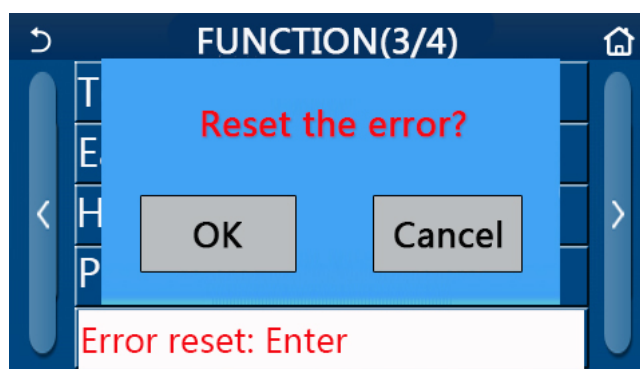 FUNCTION(3/4)
T
Reset the error?
E
H
OK
Cancel
P
Error reset: Enter